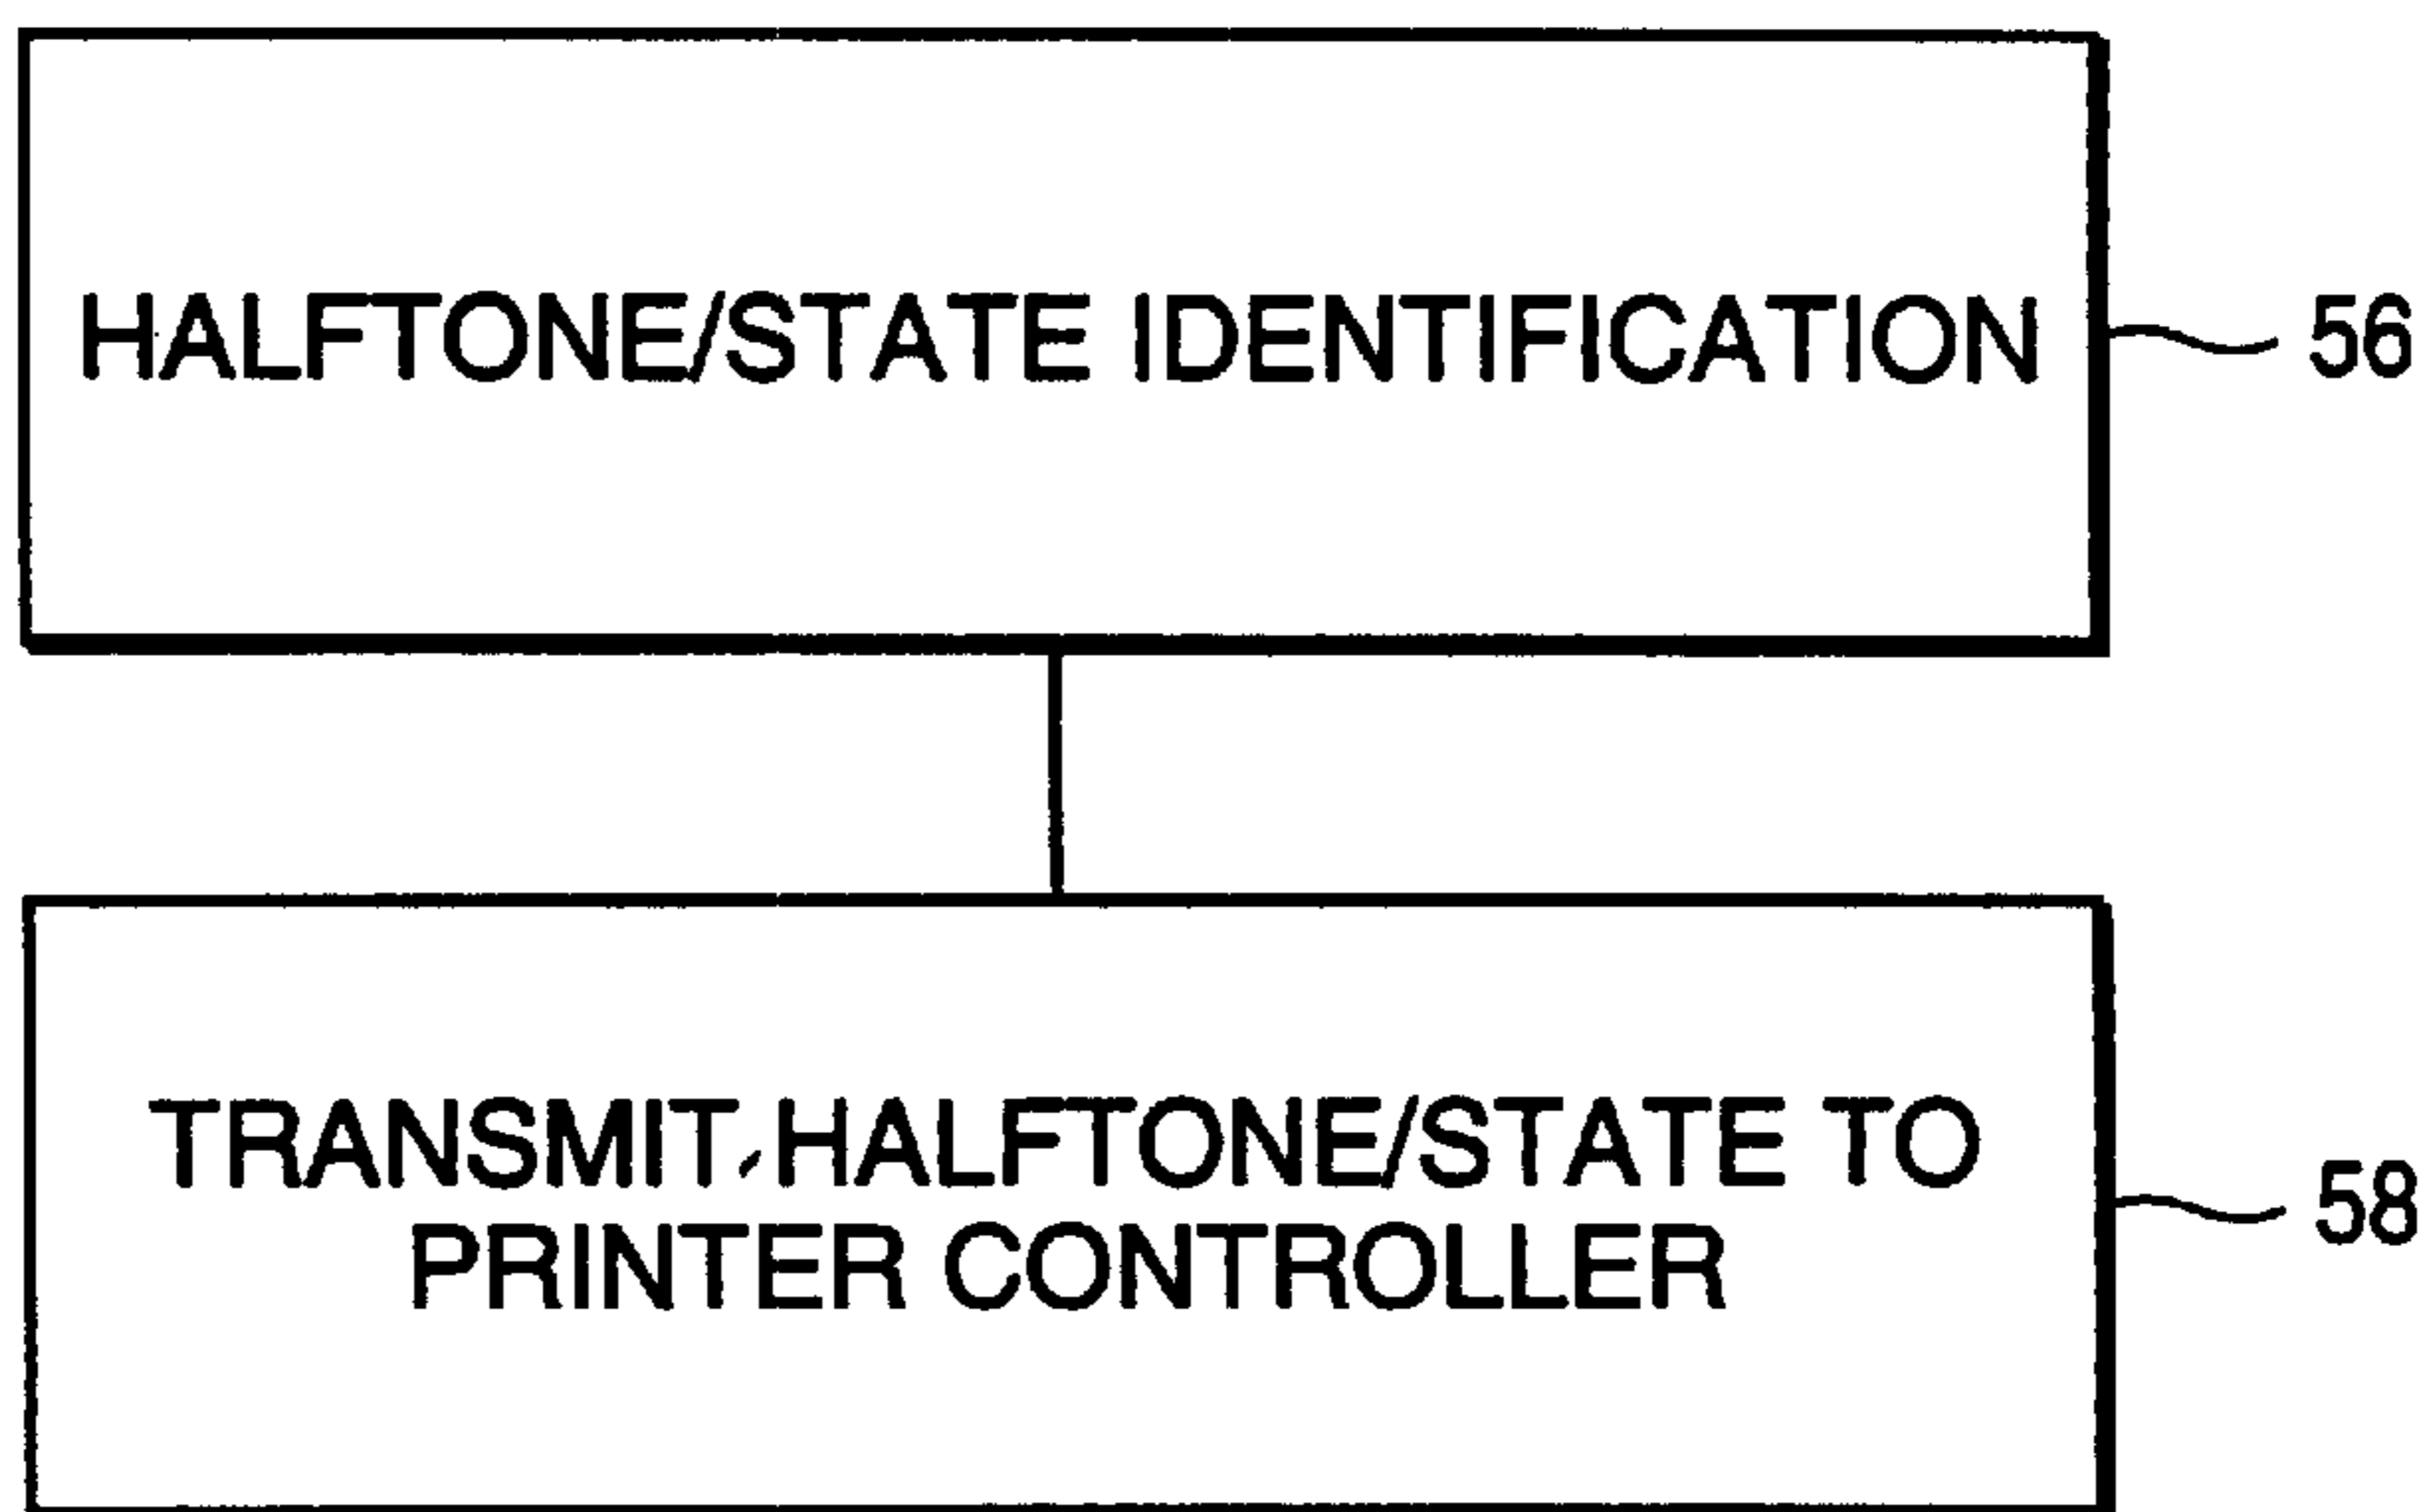 HALFTONE/STATE IDENTIFICATION
56
TRANSMIT HALFTONE/STATE TO
PRINTER CONTROLLER
58